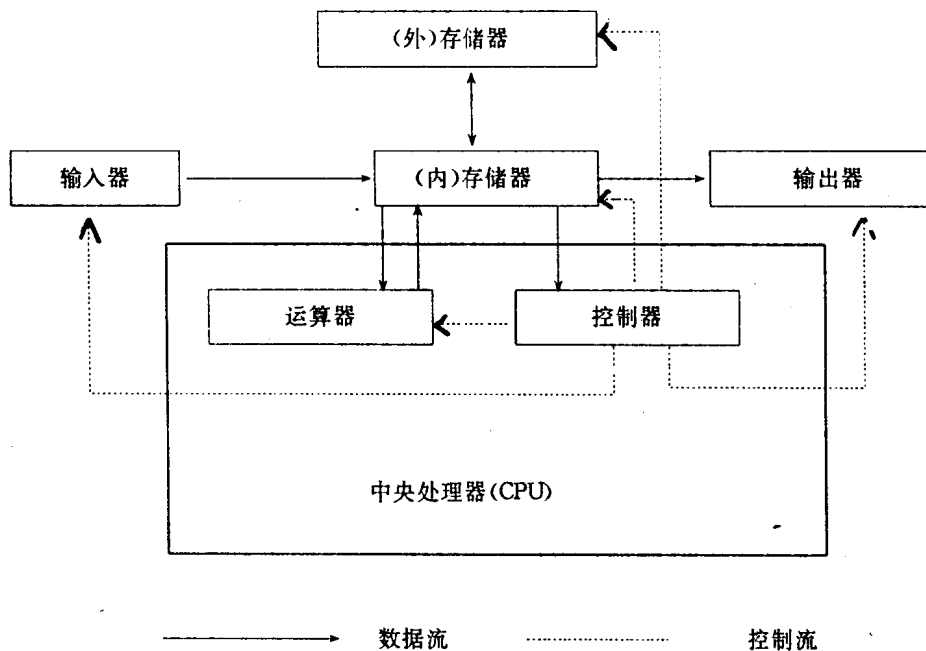 (外)存储器
输入器
(内)存储器
输出器
运算器
控制器
中央处理器(CPU)
数据流
控制流